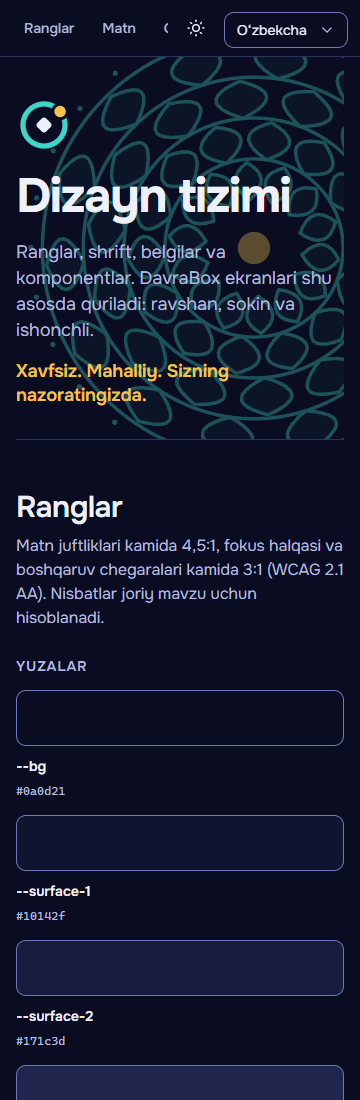 Ranglar Matn Oʻzbekcha
Dizayn tizimi
Ranglar, shrift, belgilar va
komponentlar. DavraBox ekranlari shu
asosda quriladi: ravshan, sokin va
ishonchli.
Xavfsiz. Mahalliy. Sizning
nazoratingizda.
Ranglar
Matn juftliklari kamida 4,5:1, fokus halqasi va
boshqaruv chegaralari kamida 3:1 (WCAG 2.1
AA). Nisbatlar joriy mavzu uchun
hisoblanadi.
YUZALAR
--bg
#0a0d21
--surface-1
#10142f
--surface-2
#171c3d